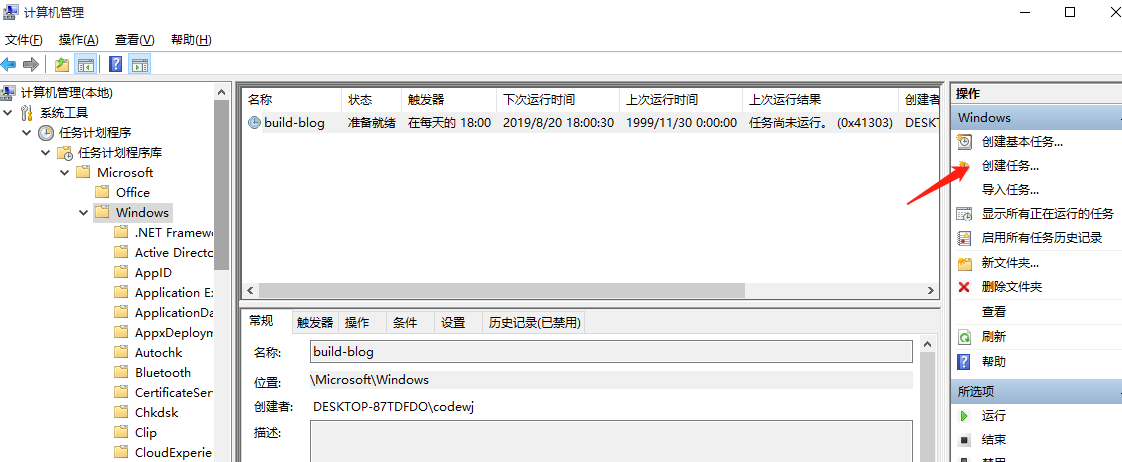 计算机管理
文件(F) 操作(A) 查看(V) 帮助(H)
计算机管理(本地)
系统工具
任务计划程序
任务计划程序库
Microsoft
Office
Windows
.NET Framew
Active Directo
AppID
Application Ex
ApplicationDa
AppxDeploym
Autochk
Bluetooth
CertificateSer
Chkdsk
Clip
CloudExperie
名称 状态 触发器 下次运行时间 上次运行时间 上次运行结果 创建者
build-blog 准备就绪 在每天的 18:00 2019/8/20 18:00:30 1999/11/30 0:00:00 任务尚未运行。 (0x41303) DESKT
常规 触发器 操作 条件 设置 历史记录(已禁用)
名称: build-blog
位置: \Microsoft\Windows
创建者: DESKTOP-87TDFDO\codewj
描述:
操作
Windows
创建基本任务...
创建任务...
导入任务...
显示所有正在运行的任务
启用所有任务历史记录
新文件夹...
删除文件夹
查看
刷新
帮助
所选项
运行
结束
禁用